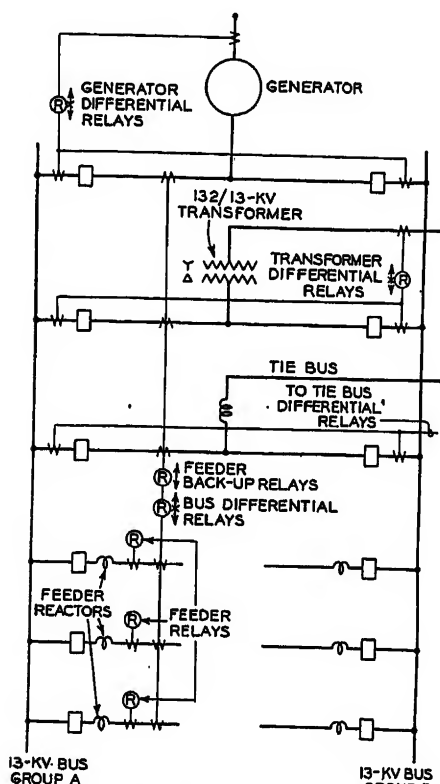 GENERATOR
DIFFERENTIAL
RELAYS
R
GENERATOR
132/13-KV
TRANSFORMER
TRANSFORMER
DIFFERENTIAL
RELAYS
R
TIE BUS
TO TIE BUS
DIFFERENTIAL
RELAYS
R
FEEDER
BACK-UP RELAYS
R
BUS DIFFERENTIAL
RELAYS
R
FEEDER
REACTORS
R
FEEDER
RELAYS
R
13-KV. BUS
GROUP A
13-KV BUS